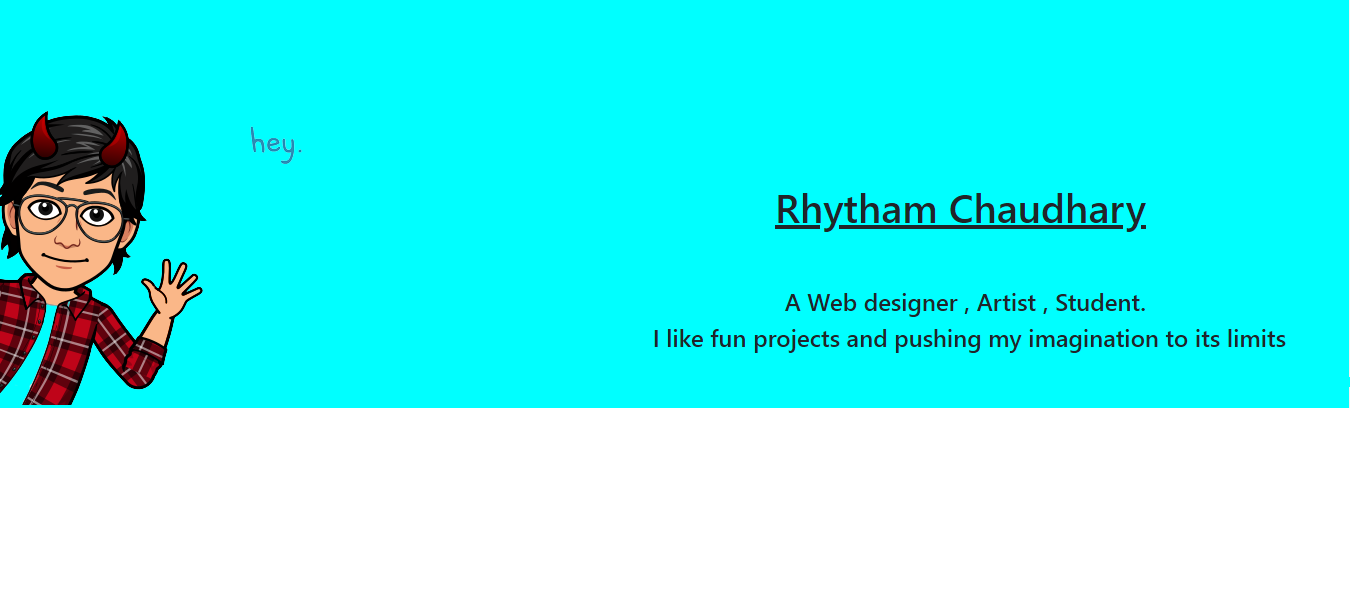 hey.
Rhytham Chaudhary
A Web designer , Artist , Student.
I like fun projects and pushing my imagination to its limits